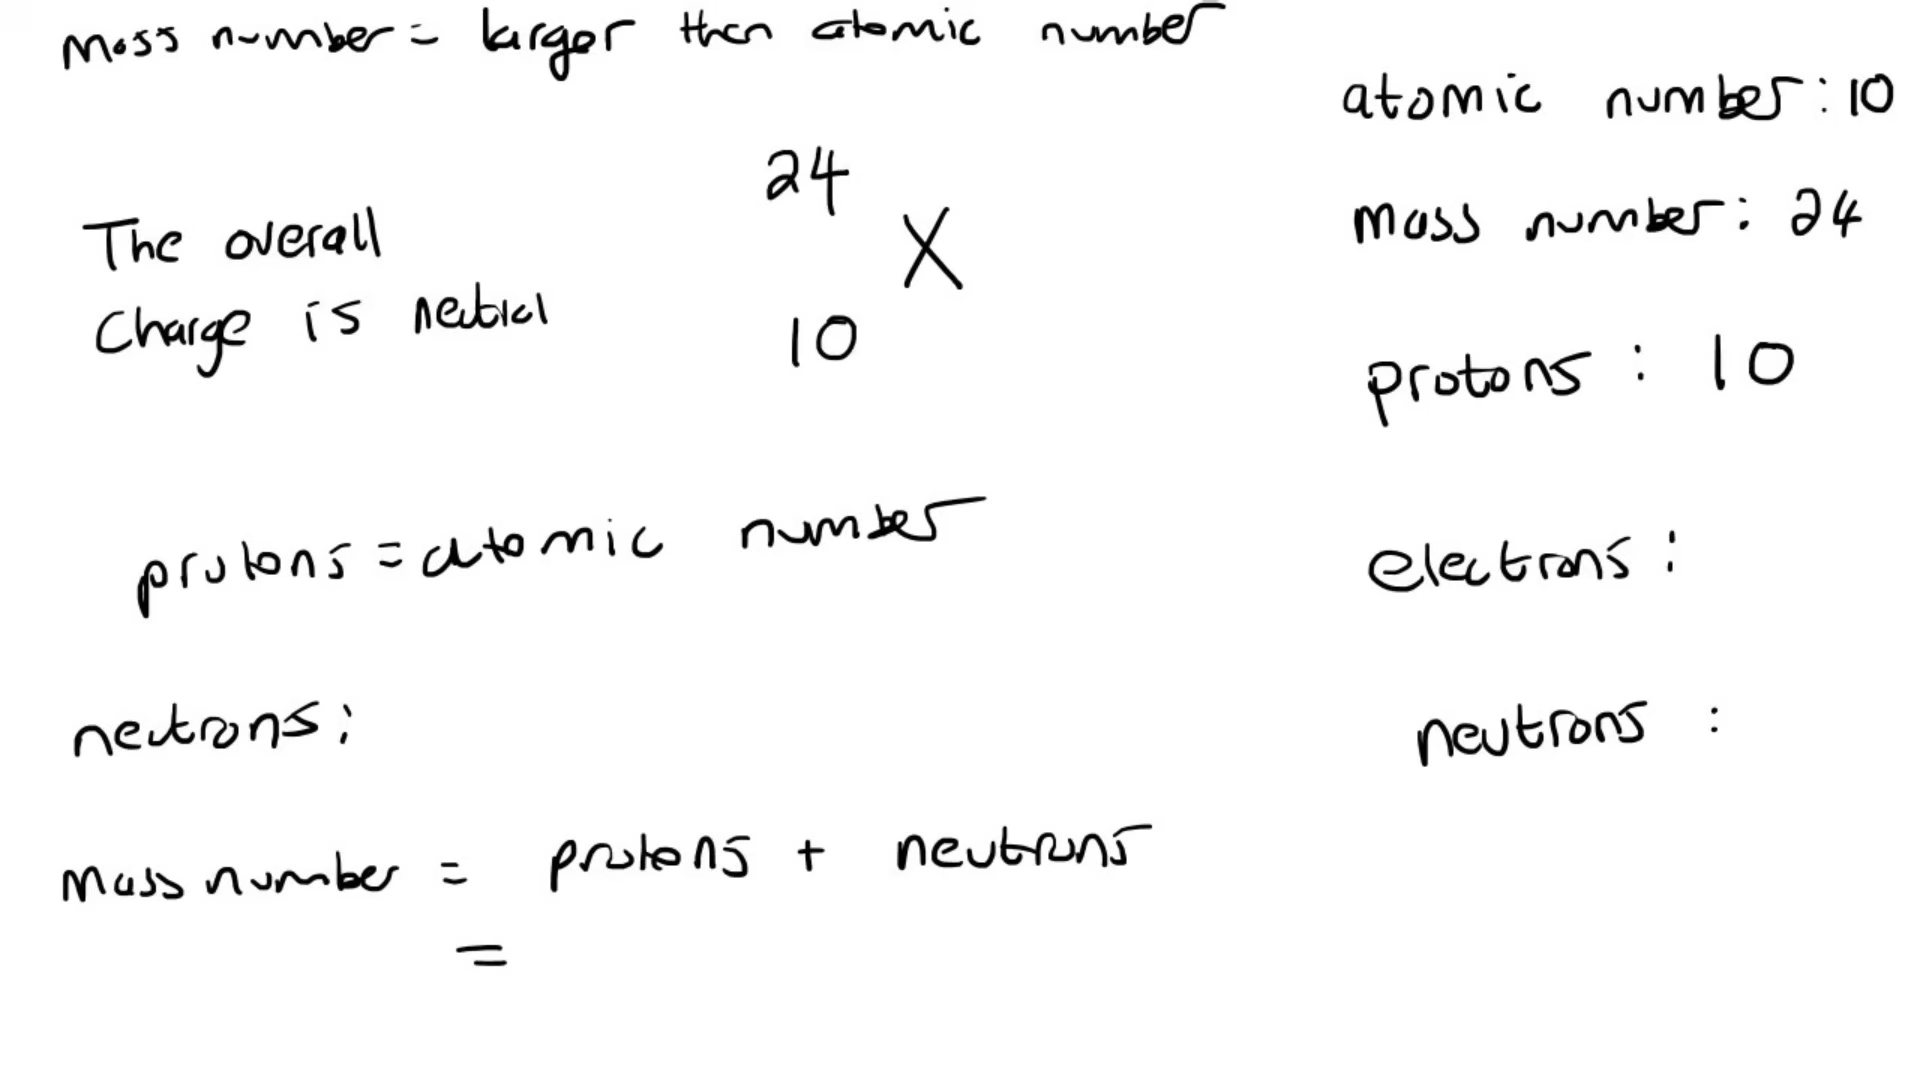 mass number = larger then atomic number
atomic number : 10
24
X
10
mass number : 24
The overall
Charge is neutral
protons : 10
protons = atomic number
electrons :
neutrons :
neutrons :
mass number = protons + neutrons
=